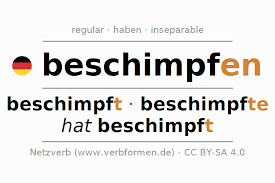 regular · haben · inseparable
beschimpfen
beschimpft · beschimpfte
hat beschimpft
Netzverb (www.verbformen.de) · CC BY-SA 4.0